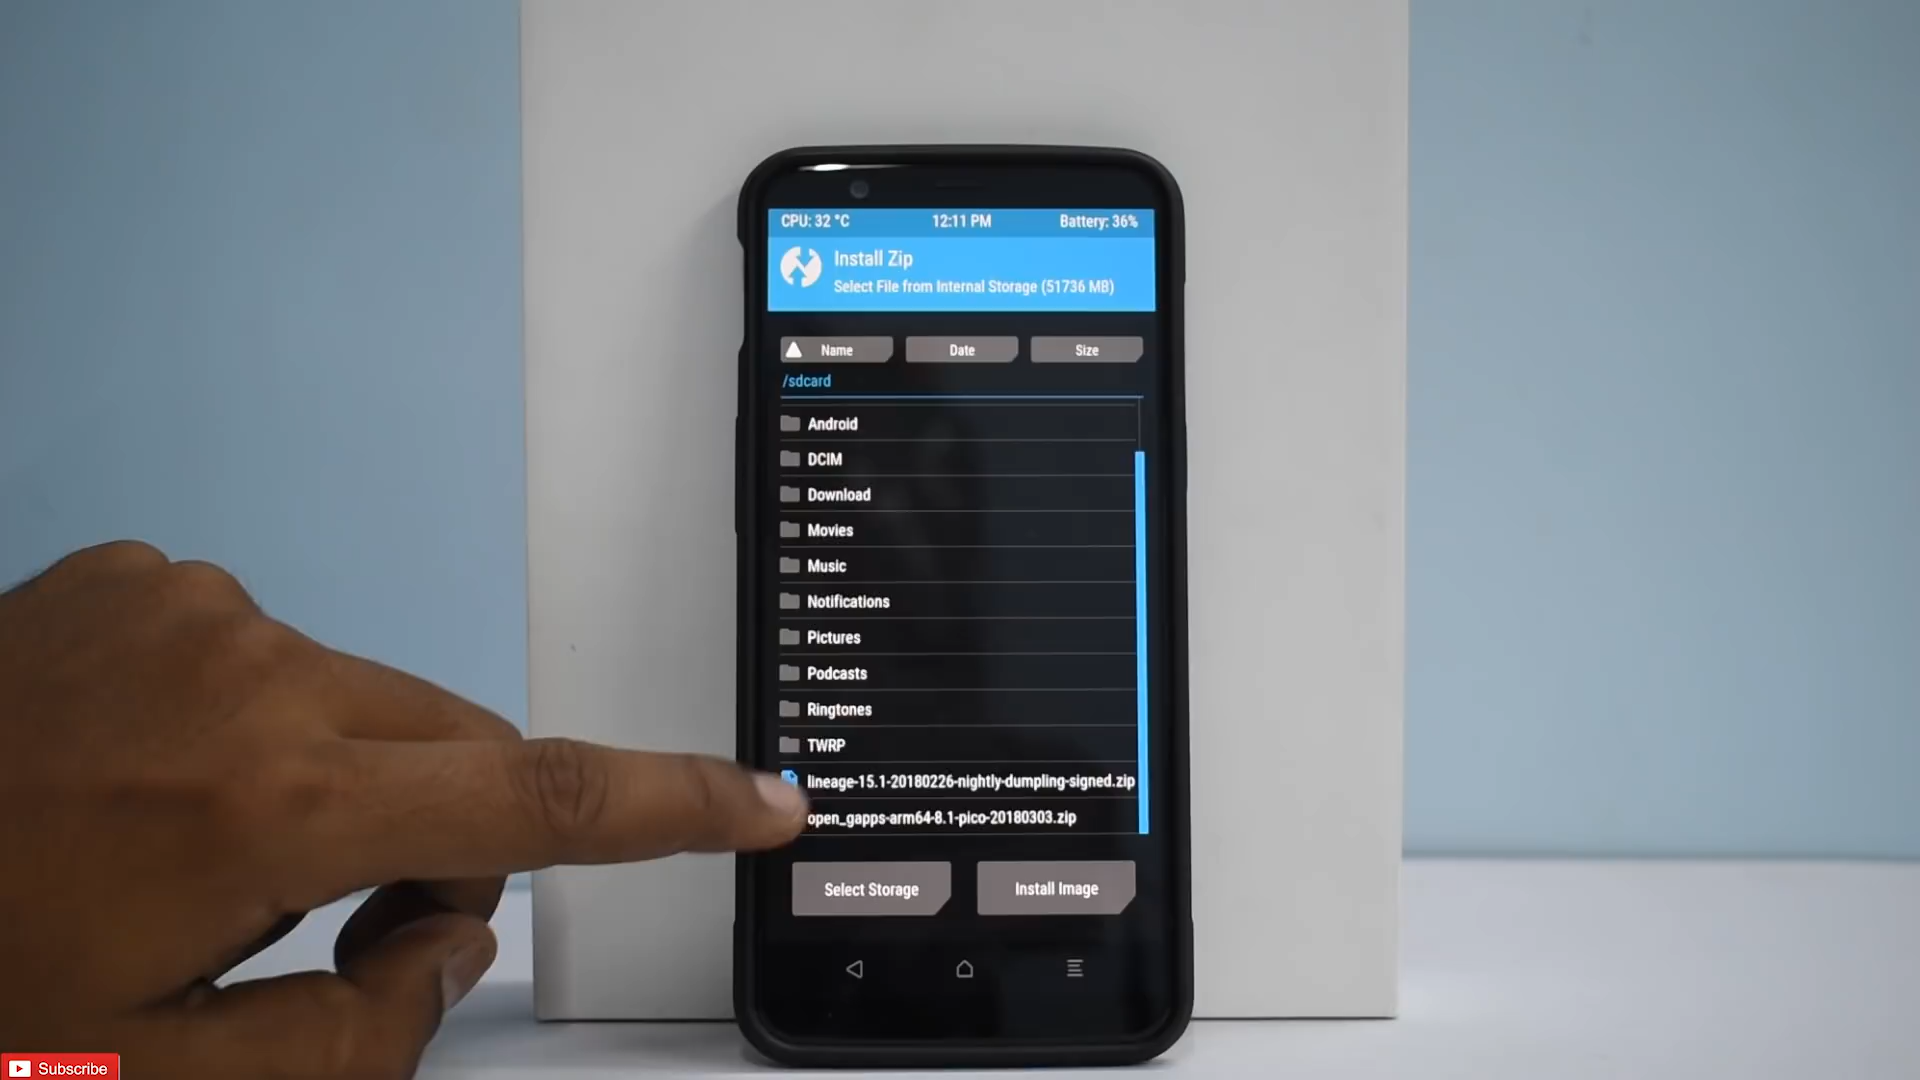 CPU: 32 °C 12:11 PM Battery: 36%
Install Zip
Select File from Internal Storage (51736 MB)
Name Date Size
/sdcard
Android
DCIM
Download
Movies
Music
Notifications
Pictures
Podcasts
Ringtones
TWRP
lineage-15.1-20180226-nightly-dumpling-signed.zip
open_gapps-arm64-8.1-pico-20180303.zip
Select Storage Install Image
Subscribe